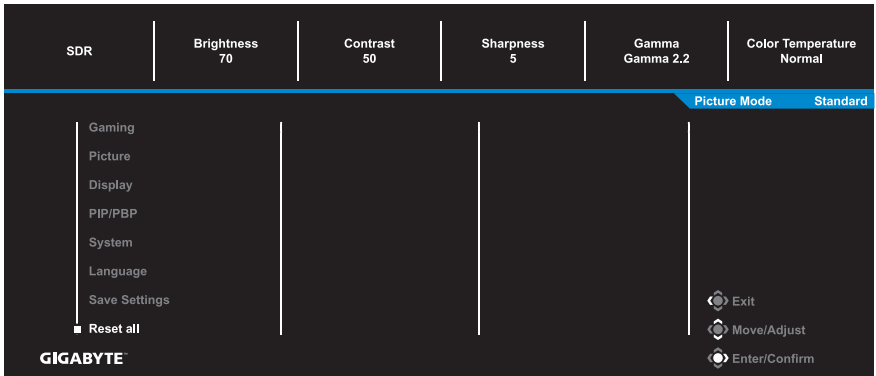 SDR
Brightness
70
Contrast
50
Sharpness
5
Gamma
Gamma 2.2
Color Temperature
Normal
Picture Mode Standard
Gaming
Picture
Display
PIP/PBP
System
Language
Save Settings
Reset all
Exit
Move/Adjust
Enter/Confirm
GIGABYTE™